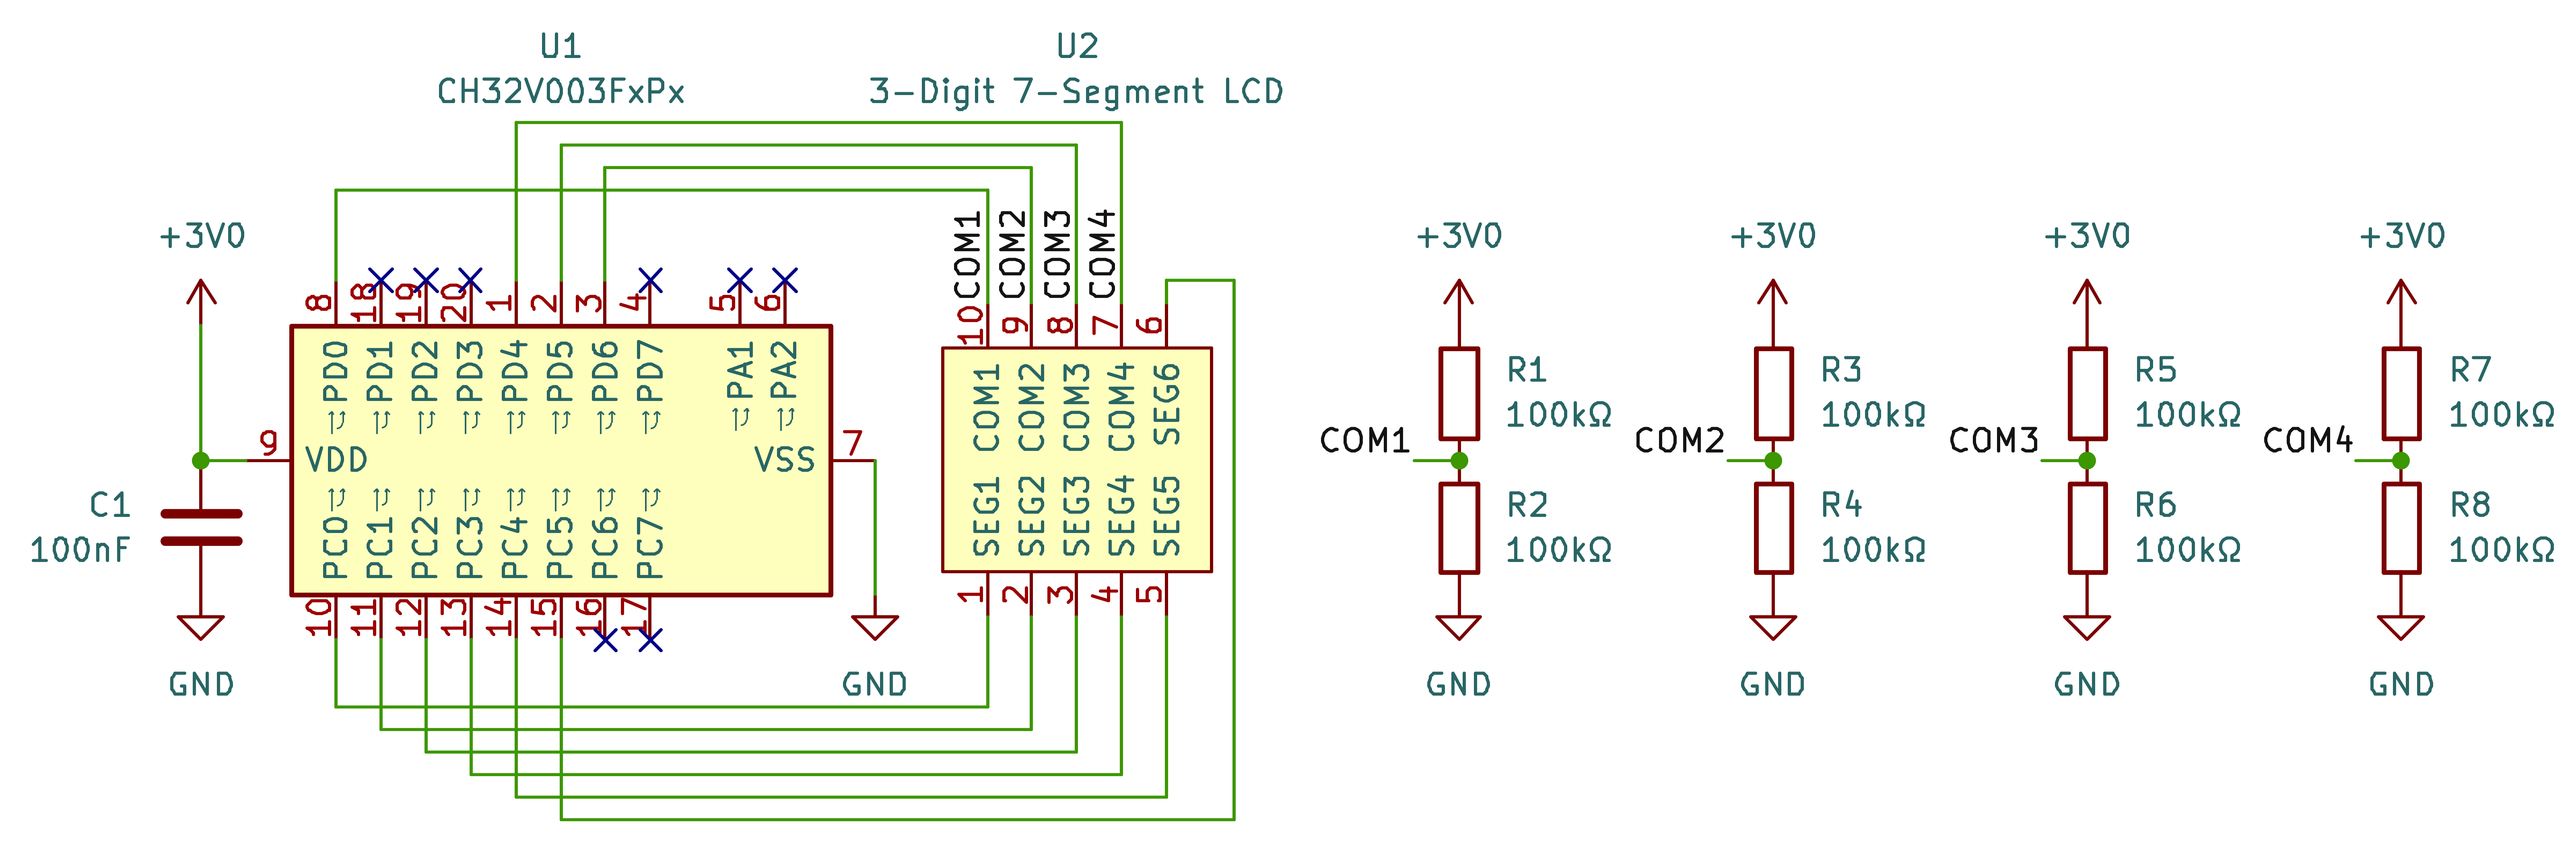 U1
CH32V003FxPx
U2
3-Digit 7-Segment LCD
COM1
COM2
COM3
COM4
+3V0
+3V0
+3V0
+3V0
+3V0
8
18
19
20
1
2
3
4
5
6
10
9
8
7
6
PD0
PD1
PD2
PD3
PD4
PD5
PD6
PD7
PA1
PA2
COM1
COM2
COM3
COM4
SEG6
9
VDD
VSS
7
PC0
PC1
PC2
PC3
PC4
PC5
PC6
PC7
SEG1
SEG2
SEG3
SEG4
SEG5
10
11
12
13
14
15
16
17
1
2
3
4
5
C1
100nF
GND
GND
R1
100kΩ
COM1
R2
100kΩ
GND
R3
100kΩ
COM2
R4
100kΩ
GND
R5
100kΩ
COM3
R6
100kΩ
GND
R7
100kΩ
COM4
R8
100kΩ
GND